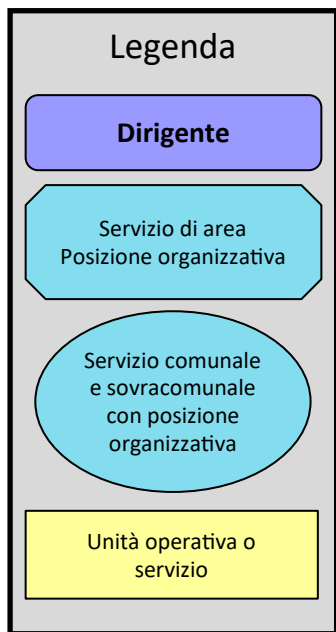 Legenda
Dirigente
Servizio di area
Posizione organizzativa
Servizio comunale
e sovracomunale
con posizione
organizzativa
Unità operativa o
servizio